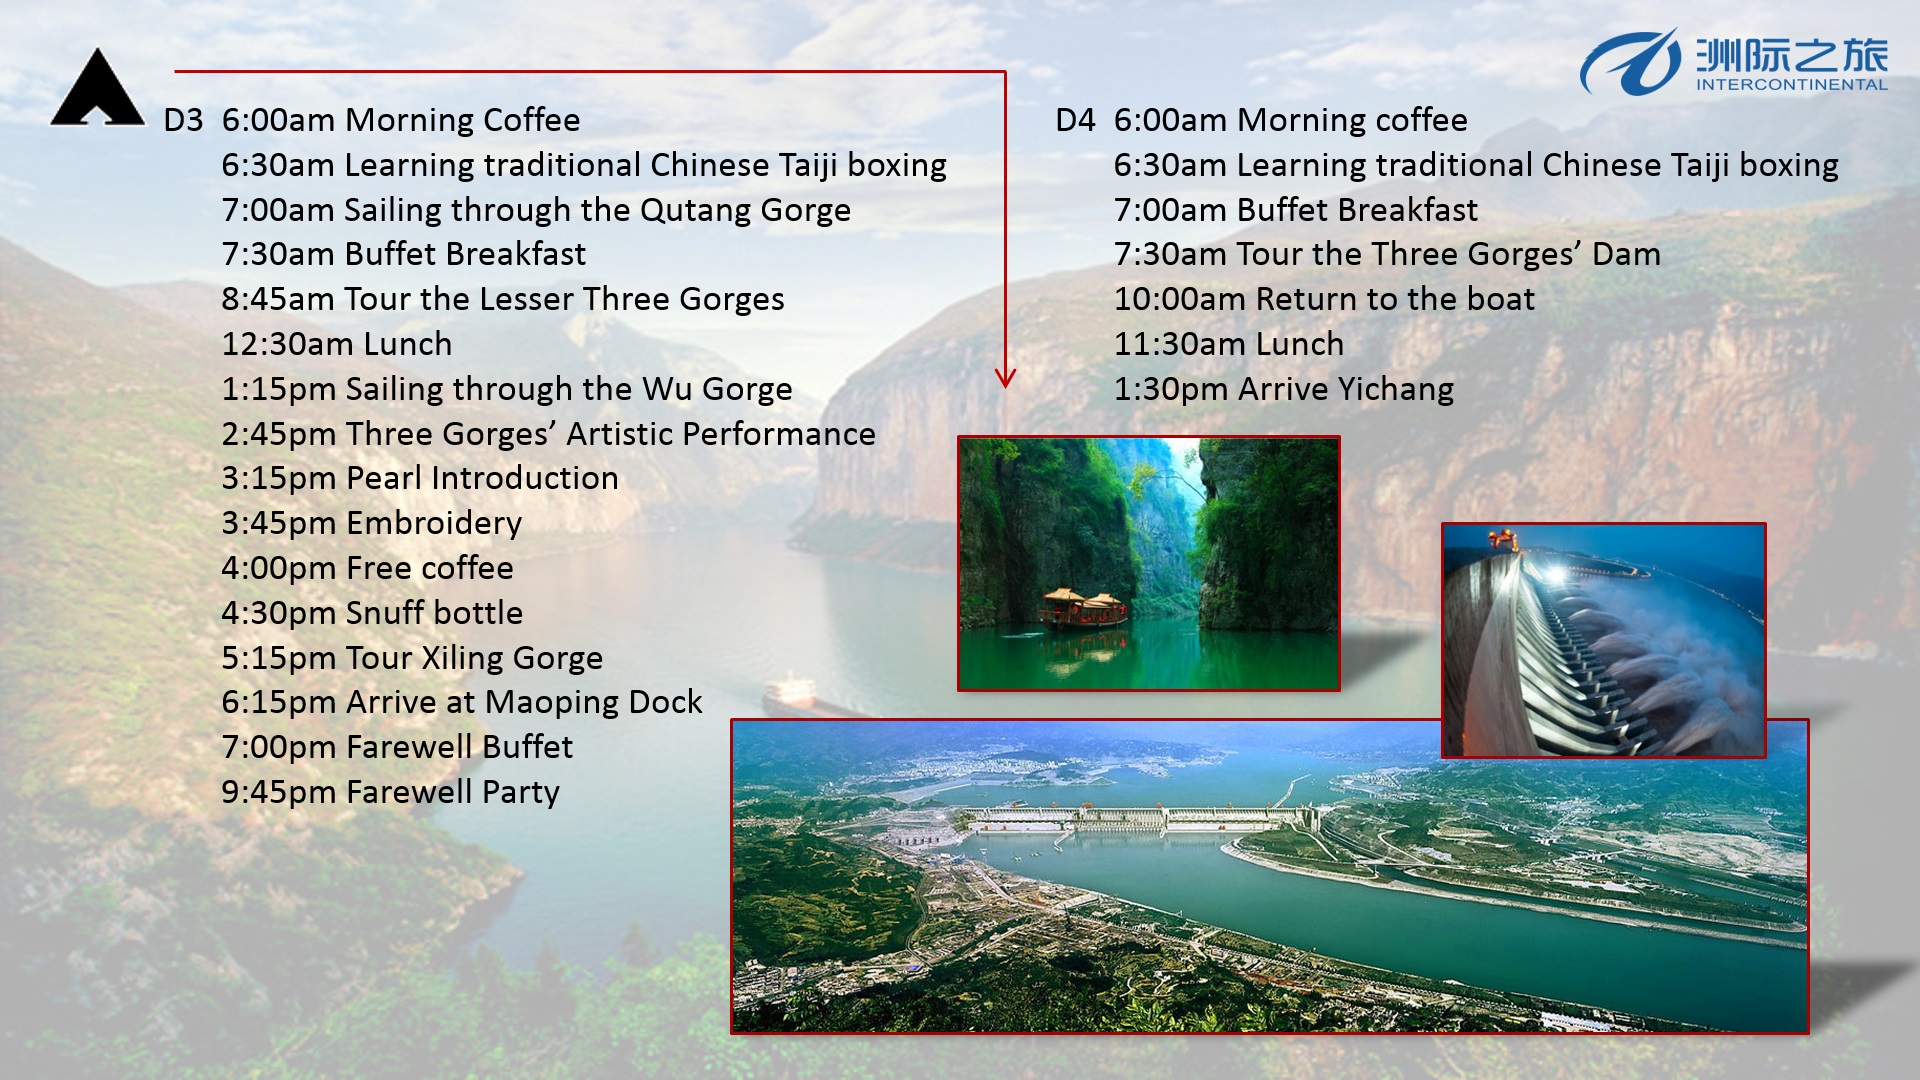 洲际之旅
INTERCONTINENTAL
D3 6:00am Morning Coffee
6:30am Learning traditional Chinese Taiji boxing
7:00am Sailing through the Qutang Gorge
7:30am Buffet Breakfast
8:45am Tour the Lesser Three Gorges
12:30am Lunch
1:15pm Sailing through the Wu Gorge
2:45pm Three Gorges’ Artistic Performance
3:15pm Pearl Introduction
3:45pm Embroidery
4:00pm Free coffee
4:30pm Snuff bottle
5:15pm Tour Xiling Gorge
6:15pm Arrive at Maoping Dock
7:00pm Farewell Buffet
9:45pm Farewell Party
D4 6:00am Morning coffee
6:30am Learning traditional Chinese Taiji boxing
7:00am Buffet Breakfast
7:30am Tour the Three Gorges’ Dam
10:00am Return to the boat
11:30am Lunch
1:30pm Arrive Yichang